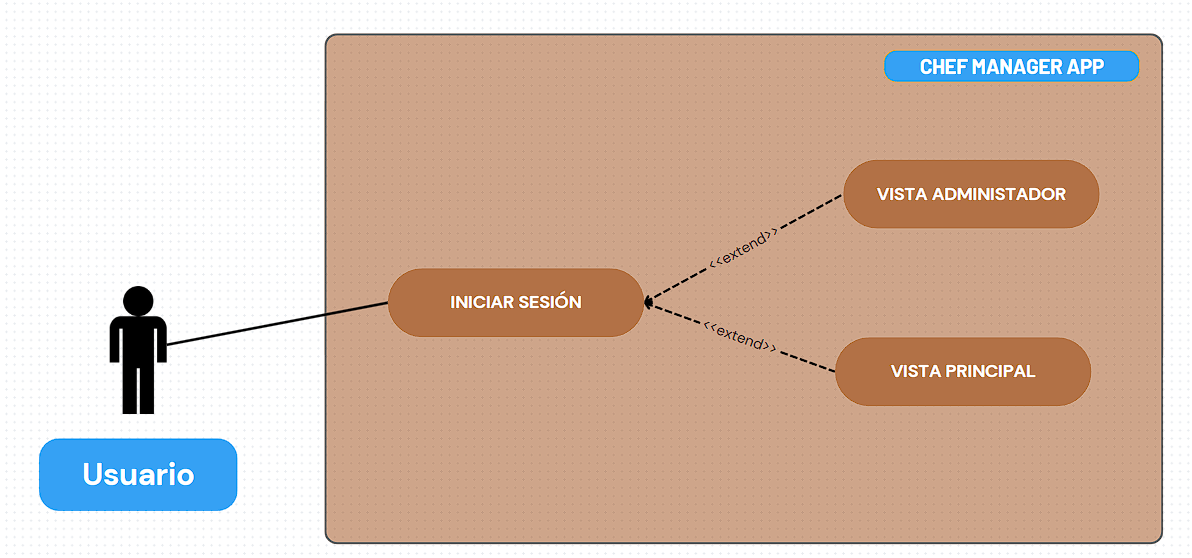 CHEF MANAGER APP
VISTA ADMINISTADOR
<<extend>>
INICIAR SESIÓN
<<extend>>
VISTA PRINCIPAL
Usuario